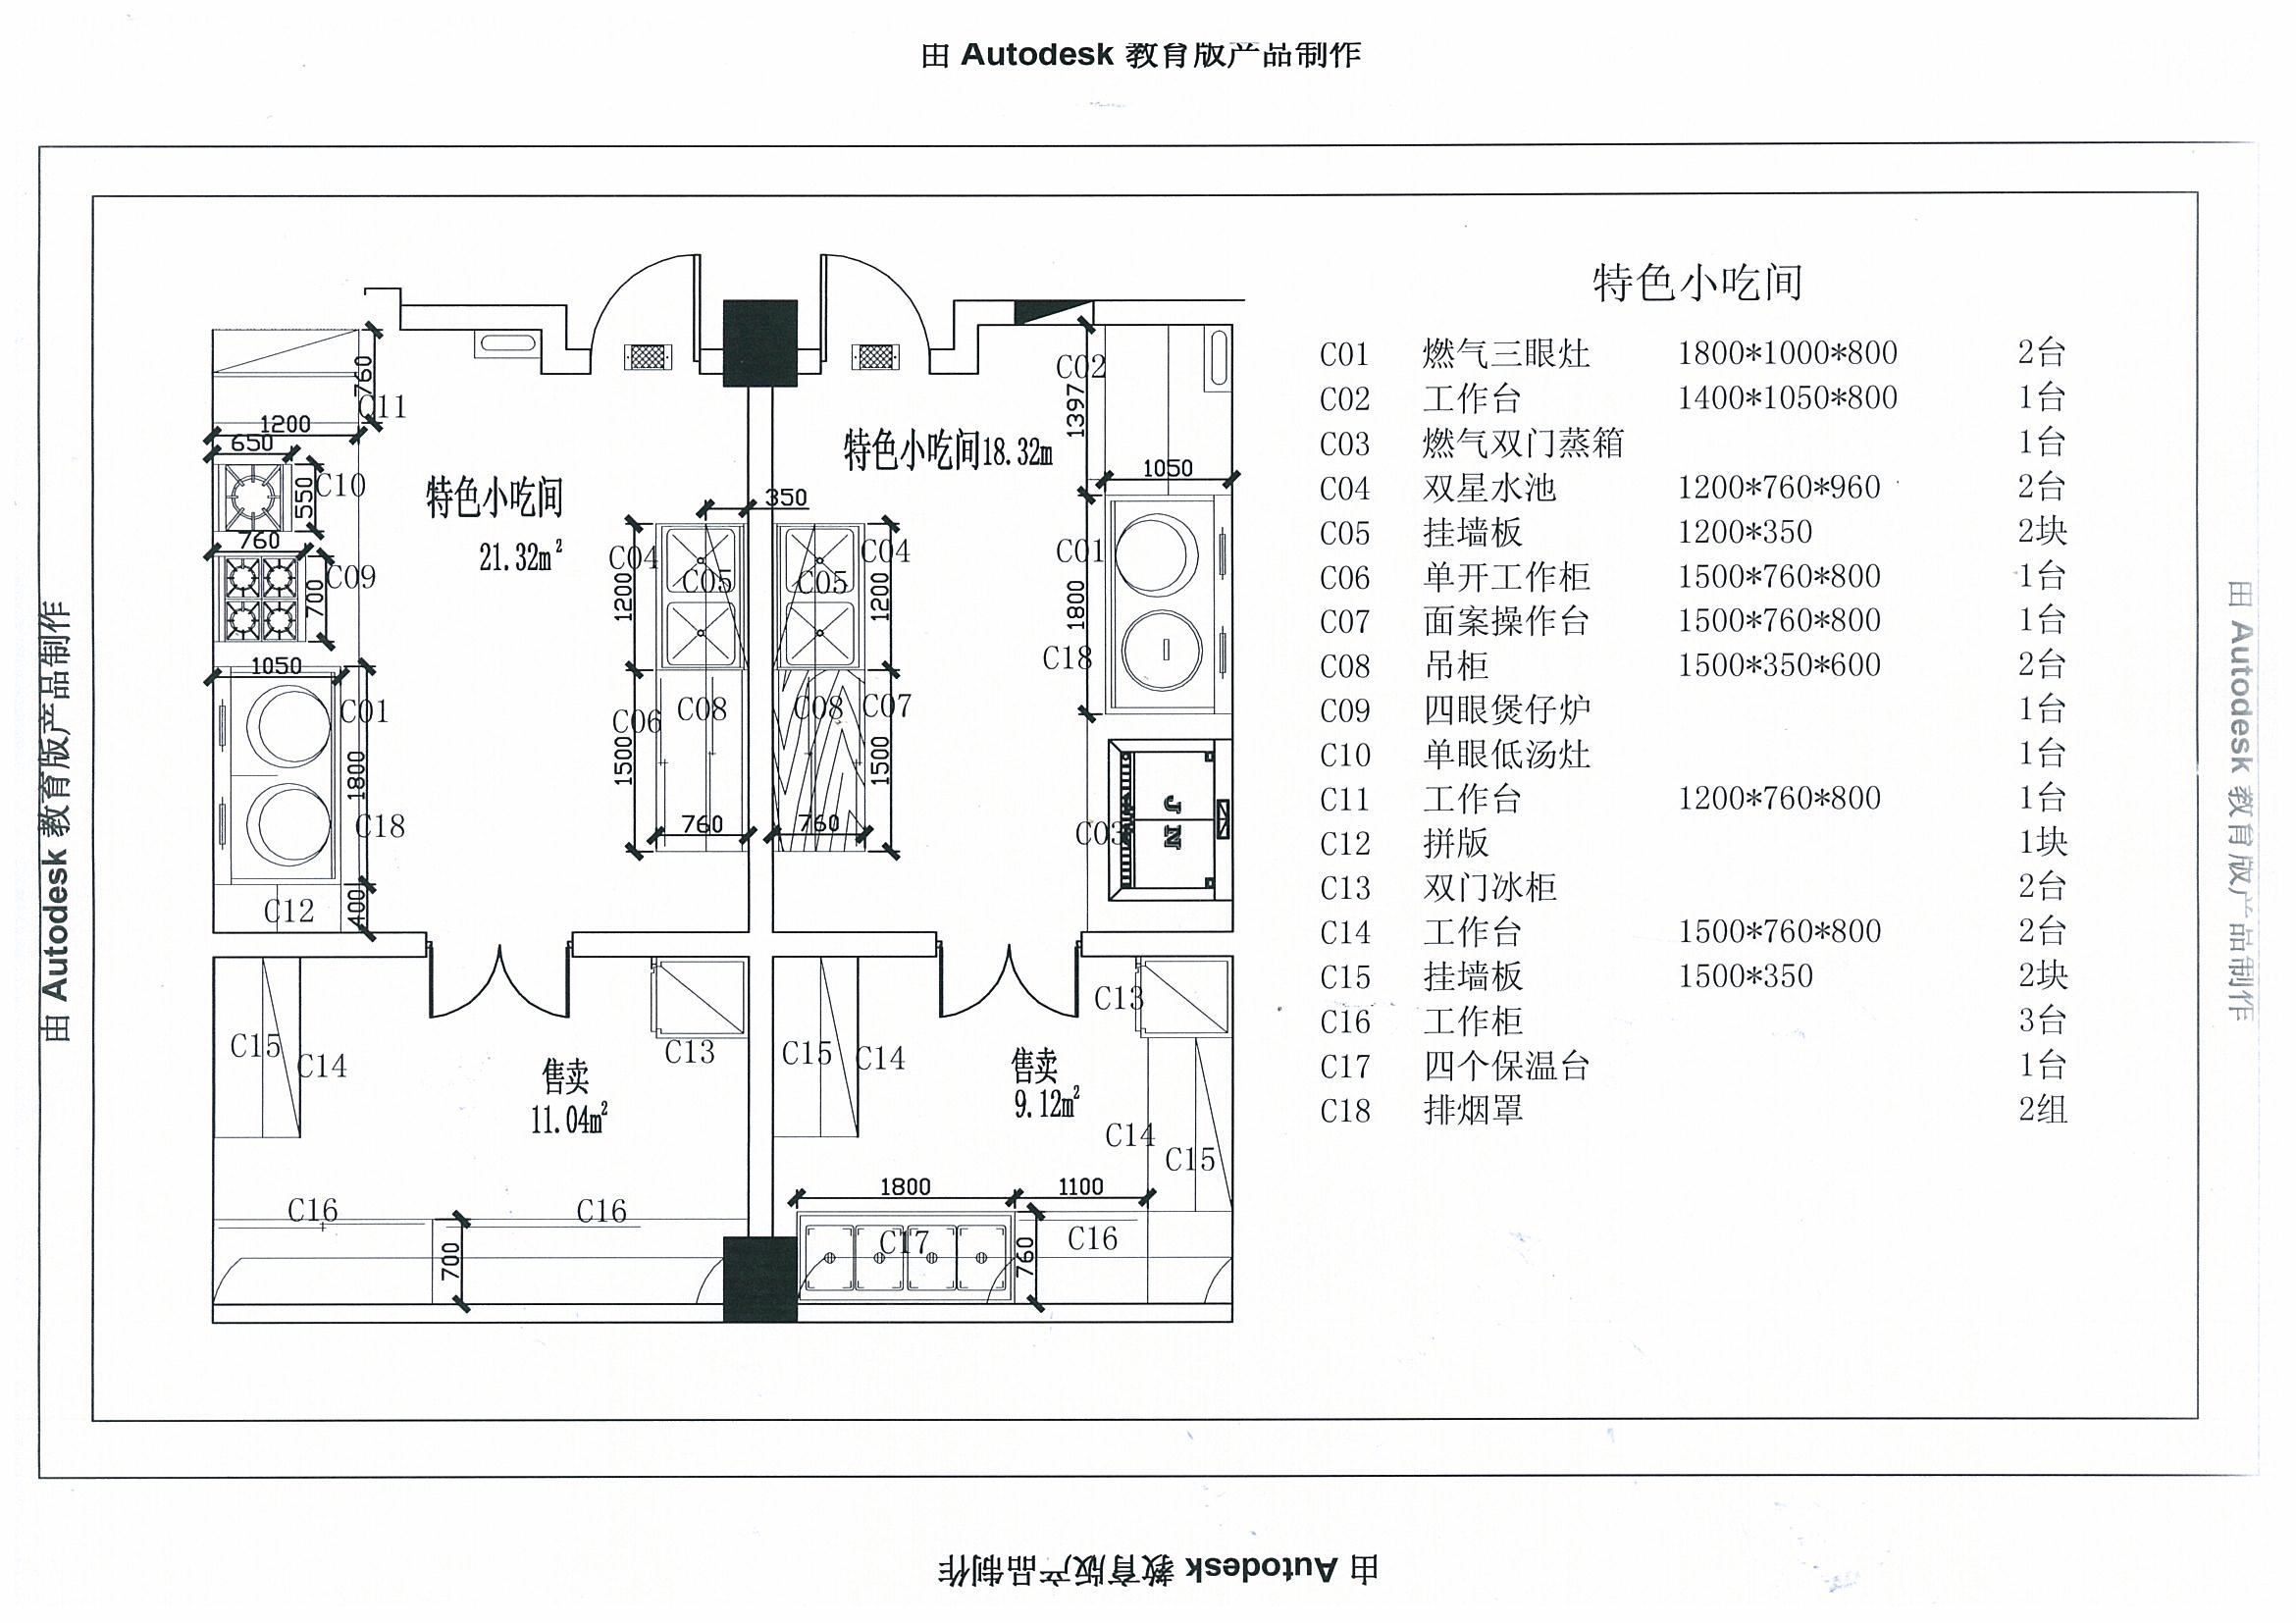 由 Autodesk 教育版产品制作
特色小吃间
C01 燃气三眼灶 1800*1000*800 2台
C02 工作台 1400*1050*800 1台
C03 燃气双门蒸箱 1台
C04 双星水池 1200*760*960 2台
C05 挂墙板 1200*350 2块
C06 单开工作柜 1500*760*800 1台
C07 面案操作台 1500*760*800 1台
C08 吊柜 1500*350*600 2台
C09 四眼煲仔炉 1台
C10 单眼低汤灶 1台
C11 工作台 1200*760*800 1台
C12 拼版 1块
C13 双门冰柜 2台
C14 工作台 1500*760*800 2台
C15 挂墙板 1500*350 2块
C16 工作柜 3台
C17 四个保温台 1台
C18 排烟罩 2组
760
C11
1200
650
C10
550
760
C09
700
1050
C01
1800
C18
C12
400
特色小吃间
21.32m²
350
C04
C05
1200
C06
C08
1500
760
特色小吃间18.32m
C05
C04
1200
C08
C07
1500
760
C02
1397
1050
C01
1800
C18
C03
JN
C15
C14
C13
售卖
11.04m²
C16
C16
700
C15
C14
C13
售卖
9.12m²
C14
C15
1800
1100
C17
C16
760
由 Autodesk 教育版产品制作
由 Autodesk 教育版产品制作
由 Autodesk 教育版产品制作